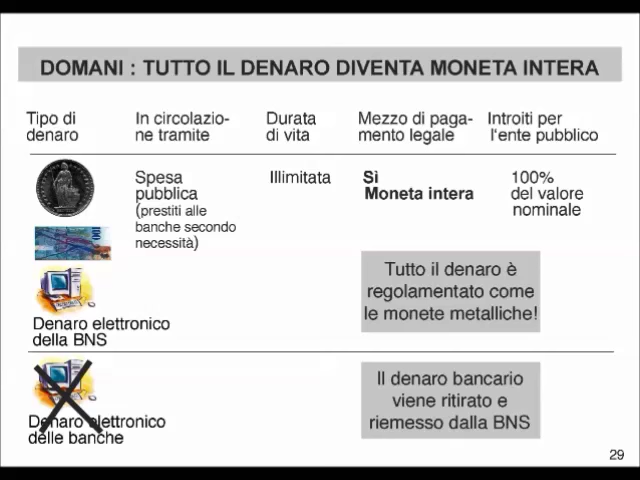 DOMANI : TUTTO IL DENARO DIVENTA MONETA INTERA
Tipo di denaro
In circolazio-
ne tramite
Durata
di vita
Mezzo di paga-
mento legale
Introiti per
l'ente pubblico
Spesa
pubblica
(prestiti alle
banche secondo
necessità)
Illimitata
Sì
Moneta intera
100%
del valore
nominale
100
Denaro elettronico
della BNS
Tutto il denaro è
regolamentato come
le monete metalliche!
Denaro elettronico
delle banche
Il denaro bancario
viene ritirato e
riemesso dalla BNS
29